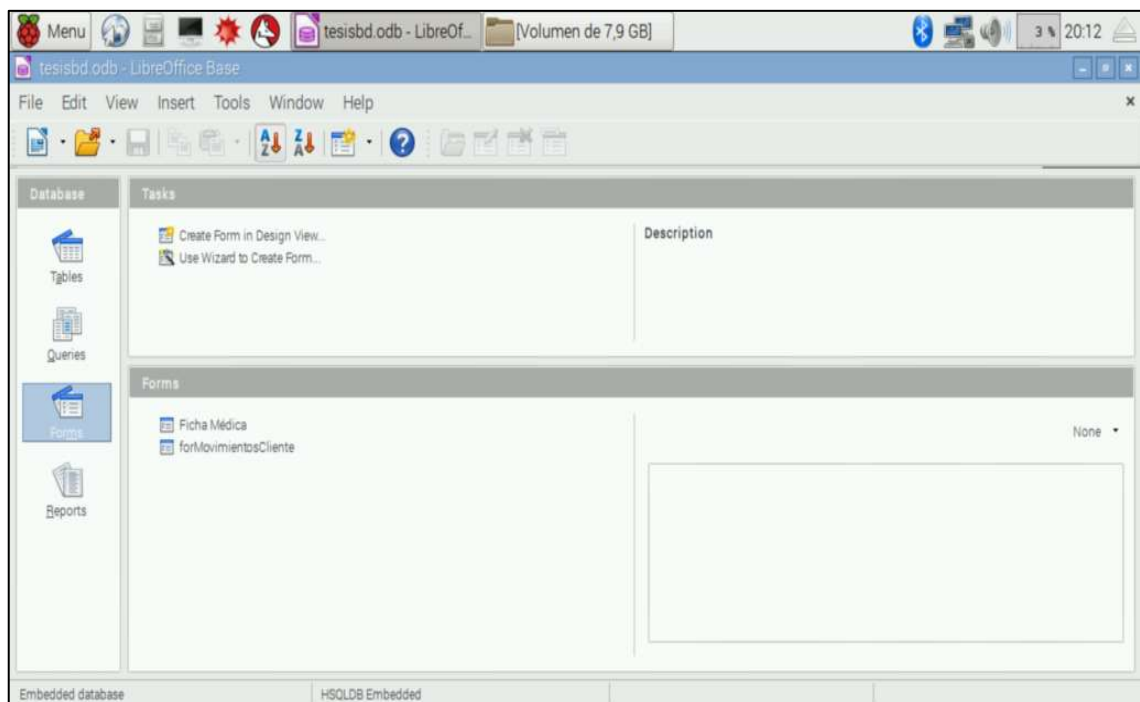 Menu
tesisbd.odb - LibreOf...
[Volumen de 7,9 GB]
3 %
20:12
tesisbd.odb - LibreOffice Base
File Edit View Insert Tools Window Help
Database
Tables
Queries
Forms
Reports
Tasks
Create Form in Design View...
Use Wizard to Create Form...
Description
Forms
Ficha Médica
forMovimientosCliente
None
Embedded database
HSQLDB Embedded